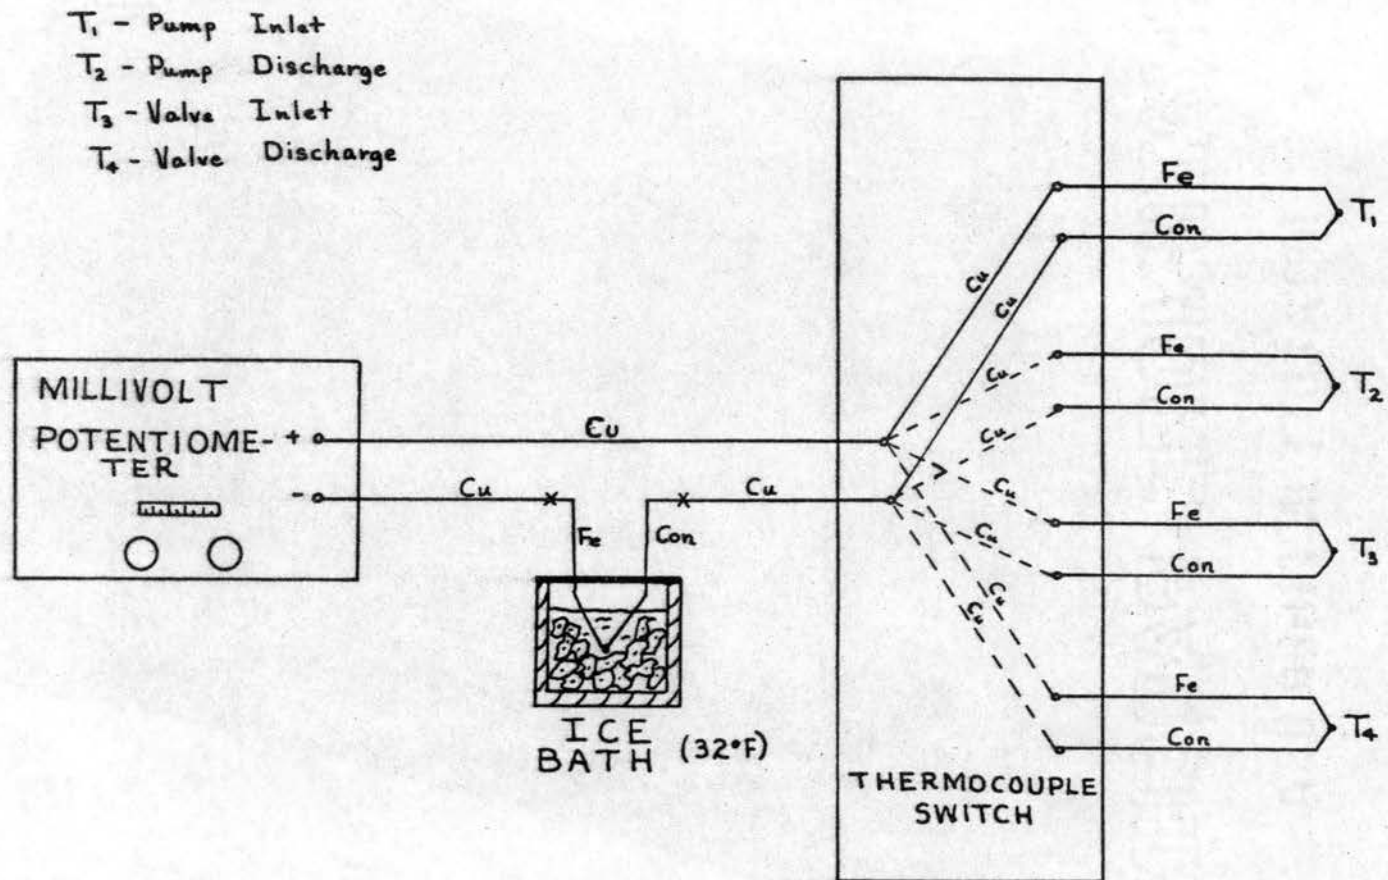 T₁ - Pump Inlet
T₂ - Pump Discharge
T₃ - Valve Inlet
T₄ - Valve Discharge
Fe
T₁
Con
Cu
Cu
Fe
T₂
Con
Cu
Cu
MILLIVOLT
POTENTIOME- +
TER
-
Cu
Cu
Cu
Fe
Con
Fe
T₃
Con
Cu
Cu
Cu
Cu
Fe
T₄
Con
ICE
BATH (32°F)
THERMOCOUPLE
SWITCH